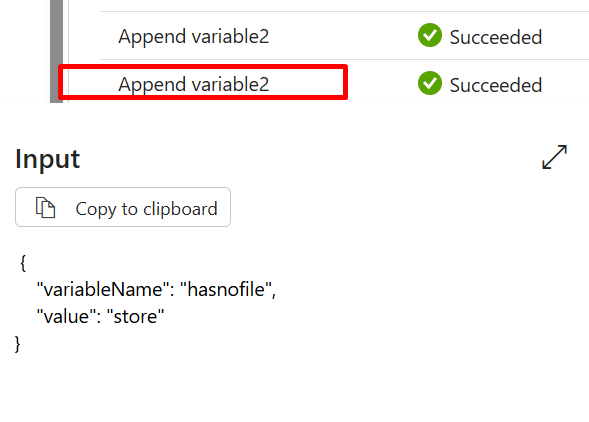 Append variable2 Succeeded
Append variable2 Succeeded
Input
Copy to clipboard
{
"variableName": "hasnofile",
"value": "store"
}